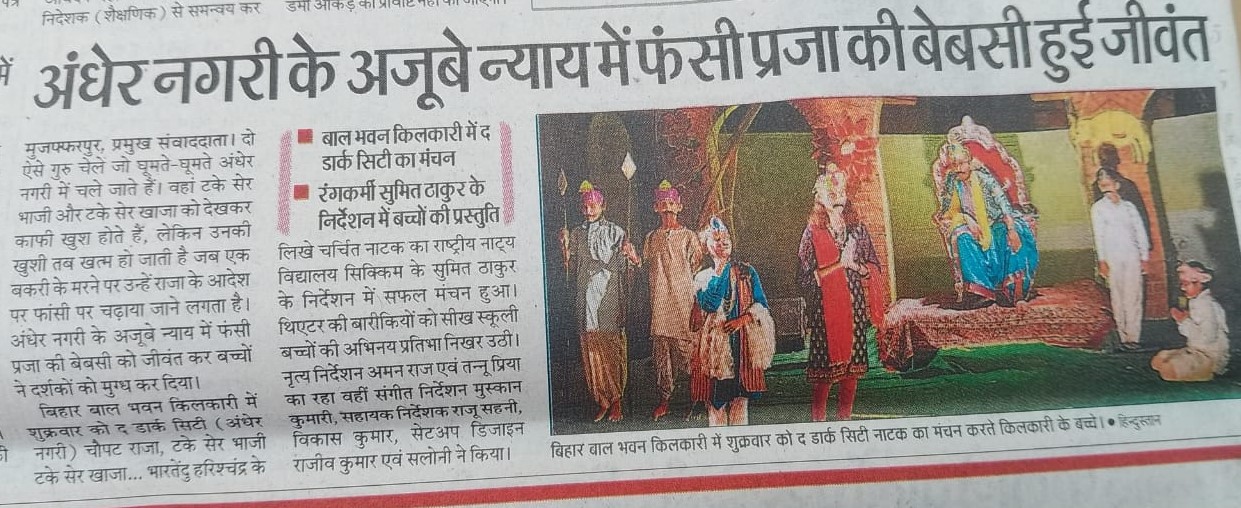 निदेशक (शैक्षणिक) से समन्वय कर
में
अंधेर नगरी के अजूबे न्याय में फंसी प्रजा की बेबसी हुई जीवंत
मुजफ्फरपुर, प्रमुख संवाददाता। दो
ऐसे गुरु चेले जो घूमते-घूमते अंधेर
नगरी में चले जाते हैं। वहां टके सेर
भाजी और टके सेर खाजा को देखकर
काफी खुश होते हैं, लेकिन उनकी
खुशी तब खत्म हो जाती है जब एक
बकरी के मरने पर उन्हें राजा के आदेश
पर फांसी पर चढ़ाया जाने लगता है।
अंधेर नगरी के अजूबे न्याय में फंसी
प्रजा की बेबसी को जीवंत कर बच्चों
ने दर्शकों को मुग्ध कर दिया।
बिहार बाल भवन किलकारी में
शुक्रवार को द डार्क सिटी (अंधेर
नगरी) चौपट राजा, टके सेर भाजी
टके सेर खाजा... भारतेंदु हरिश्चंद्र के
■ बाल भवन किलकारी में द
डार्क सिटी का मंचन
■ रंगकर्मी सुमित ठाकुर के
निर्देशन में बच्चों की प्रस्तुति
लिखे चर्चित नाटक का राष्ट्रीय नाट्य
विद्यालय सिक्किम के सुमित ठाकुर
के निर्देशन में सफल मंचन हुआ।
थिएटर की बारीकियों को सीख स्कूली
बच्चों की अभिनय प्रतिभा निखर उठी।
नृत्य निर्देशन अमन राज एवं तन्नू प्रिया
का रहा वहीं संगीत निर्देशन मुस्कान
कुमारी, सहायक निर्देशक राजू सहनी,
विकास कुमार, सेटअप डिजाइन
राजीव कुमार एवं सलोनी ने किया।
बिहार बाल भवन किलकारी में शुक्रवार को द डार्क सिटी नाटक का मंचन करते किलकारी के बच्चे। ● हिन्दुस्तान